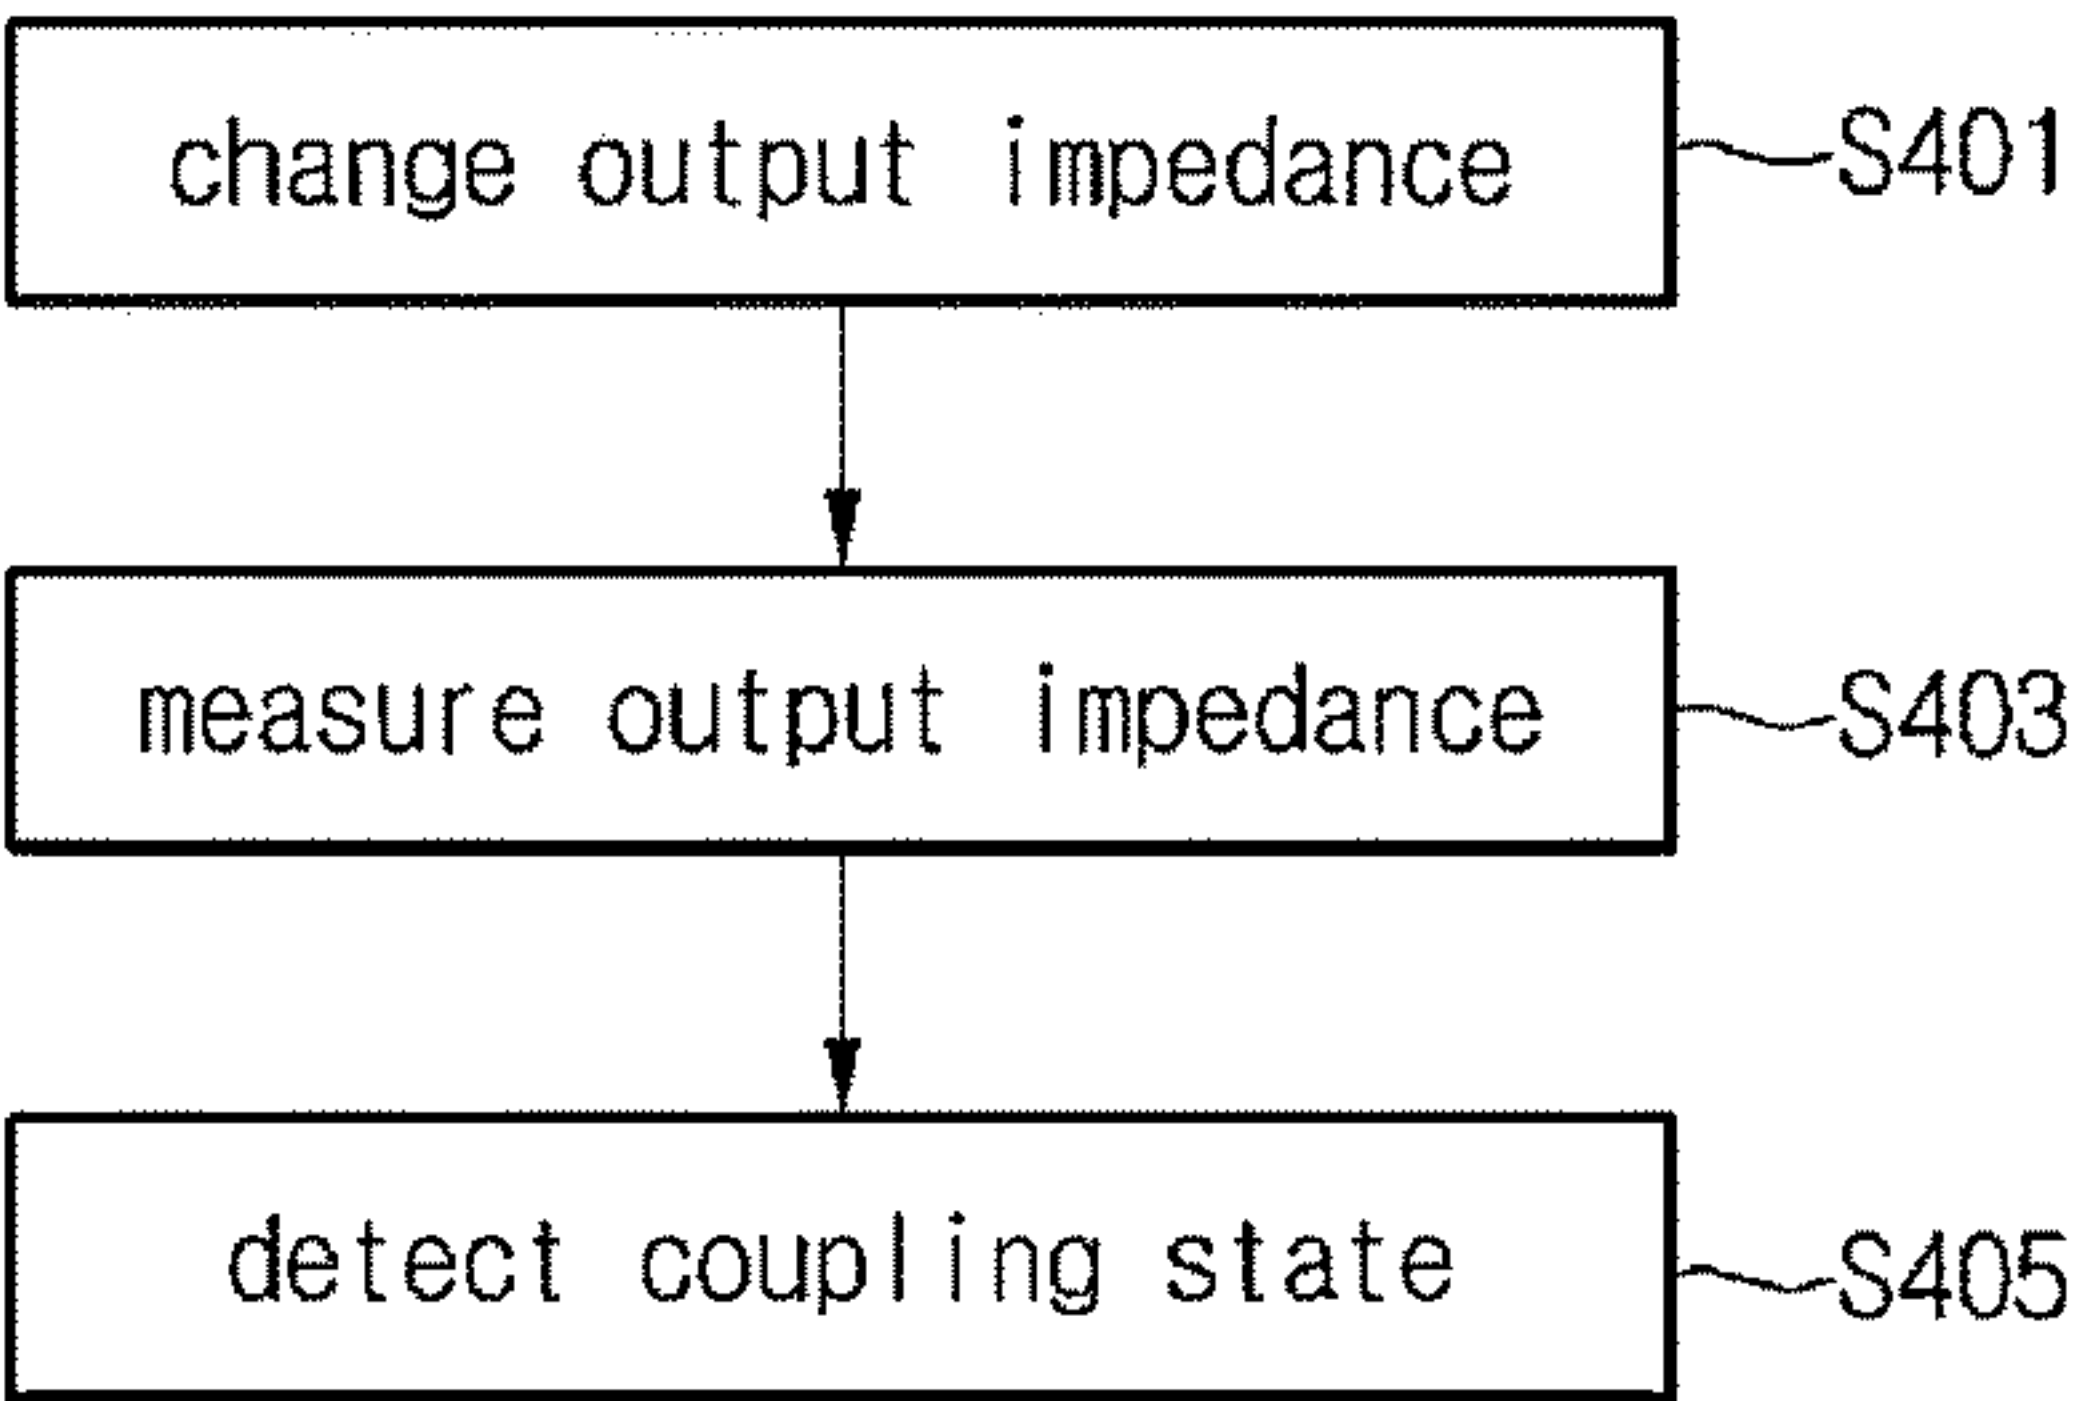 change output impedance S401
measure output impedance S403
detect coupling state S405